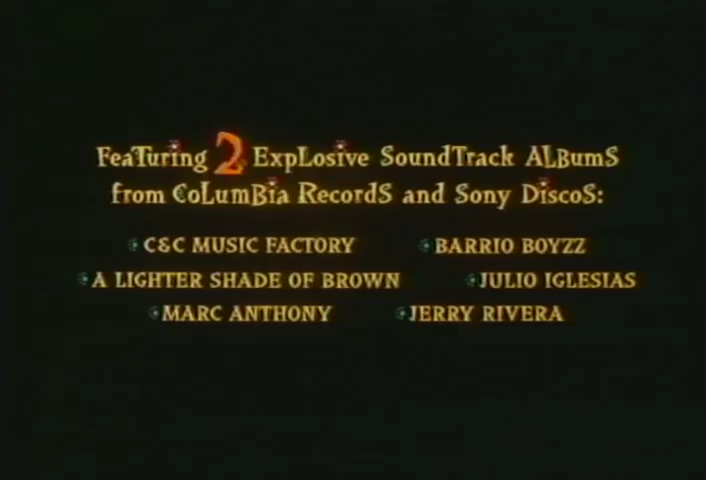 FeaTuring 2 ExpLosive SoundTrack ALBumS
from CoLumBia RecordS and Sony DiscoS:
C&C MUSIC FACTORY BARRIO BOYZZ
A LIGHTER SHADE OF BROWN JULIO IGLESIAS
MARC ANTHONY JERRY RIVERA